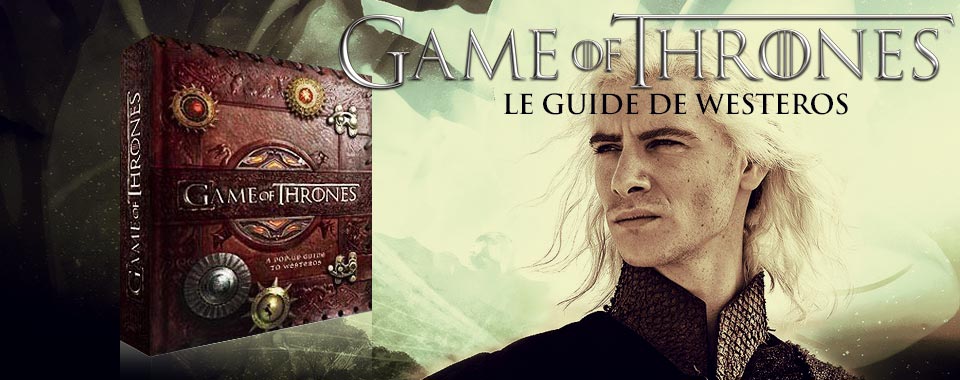 GAME OF THRONES
LE GUIDE DE WESTEROS
GAME OF THRONES
GAME OF THRONES
A POP-UP GUIDE
TO WESTEROS